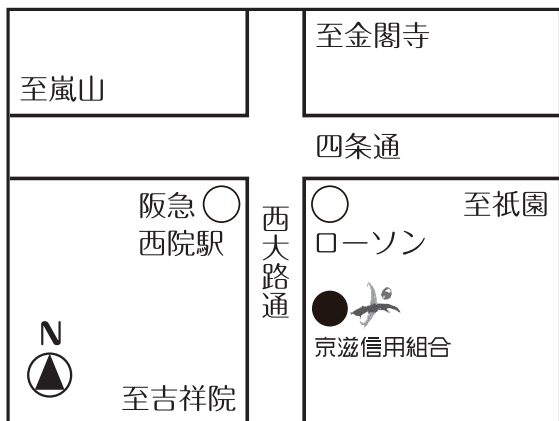 至金閣寺
至嵐山
四条通
阪急
西院駅
西大路通
至祇園
ローソン
京滋信用組合
N
至吉祥院